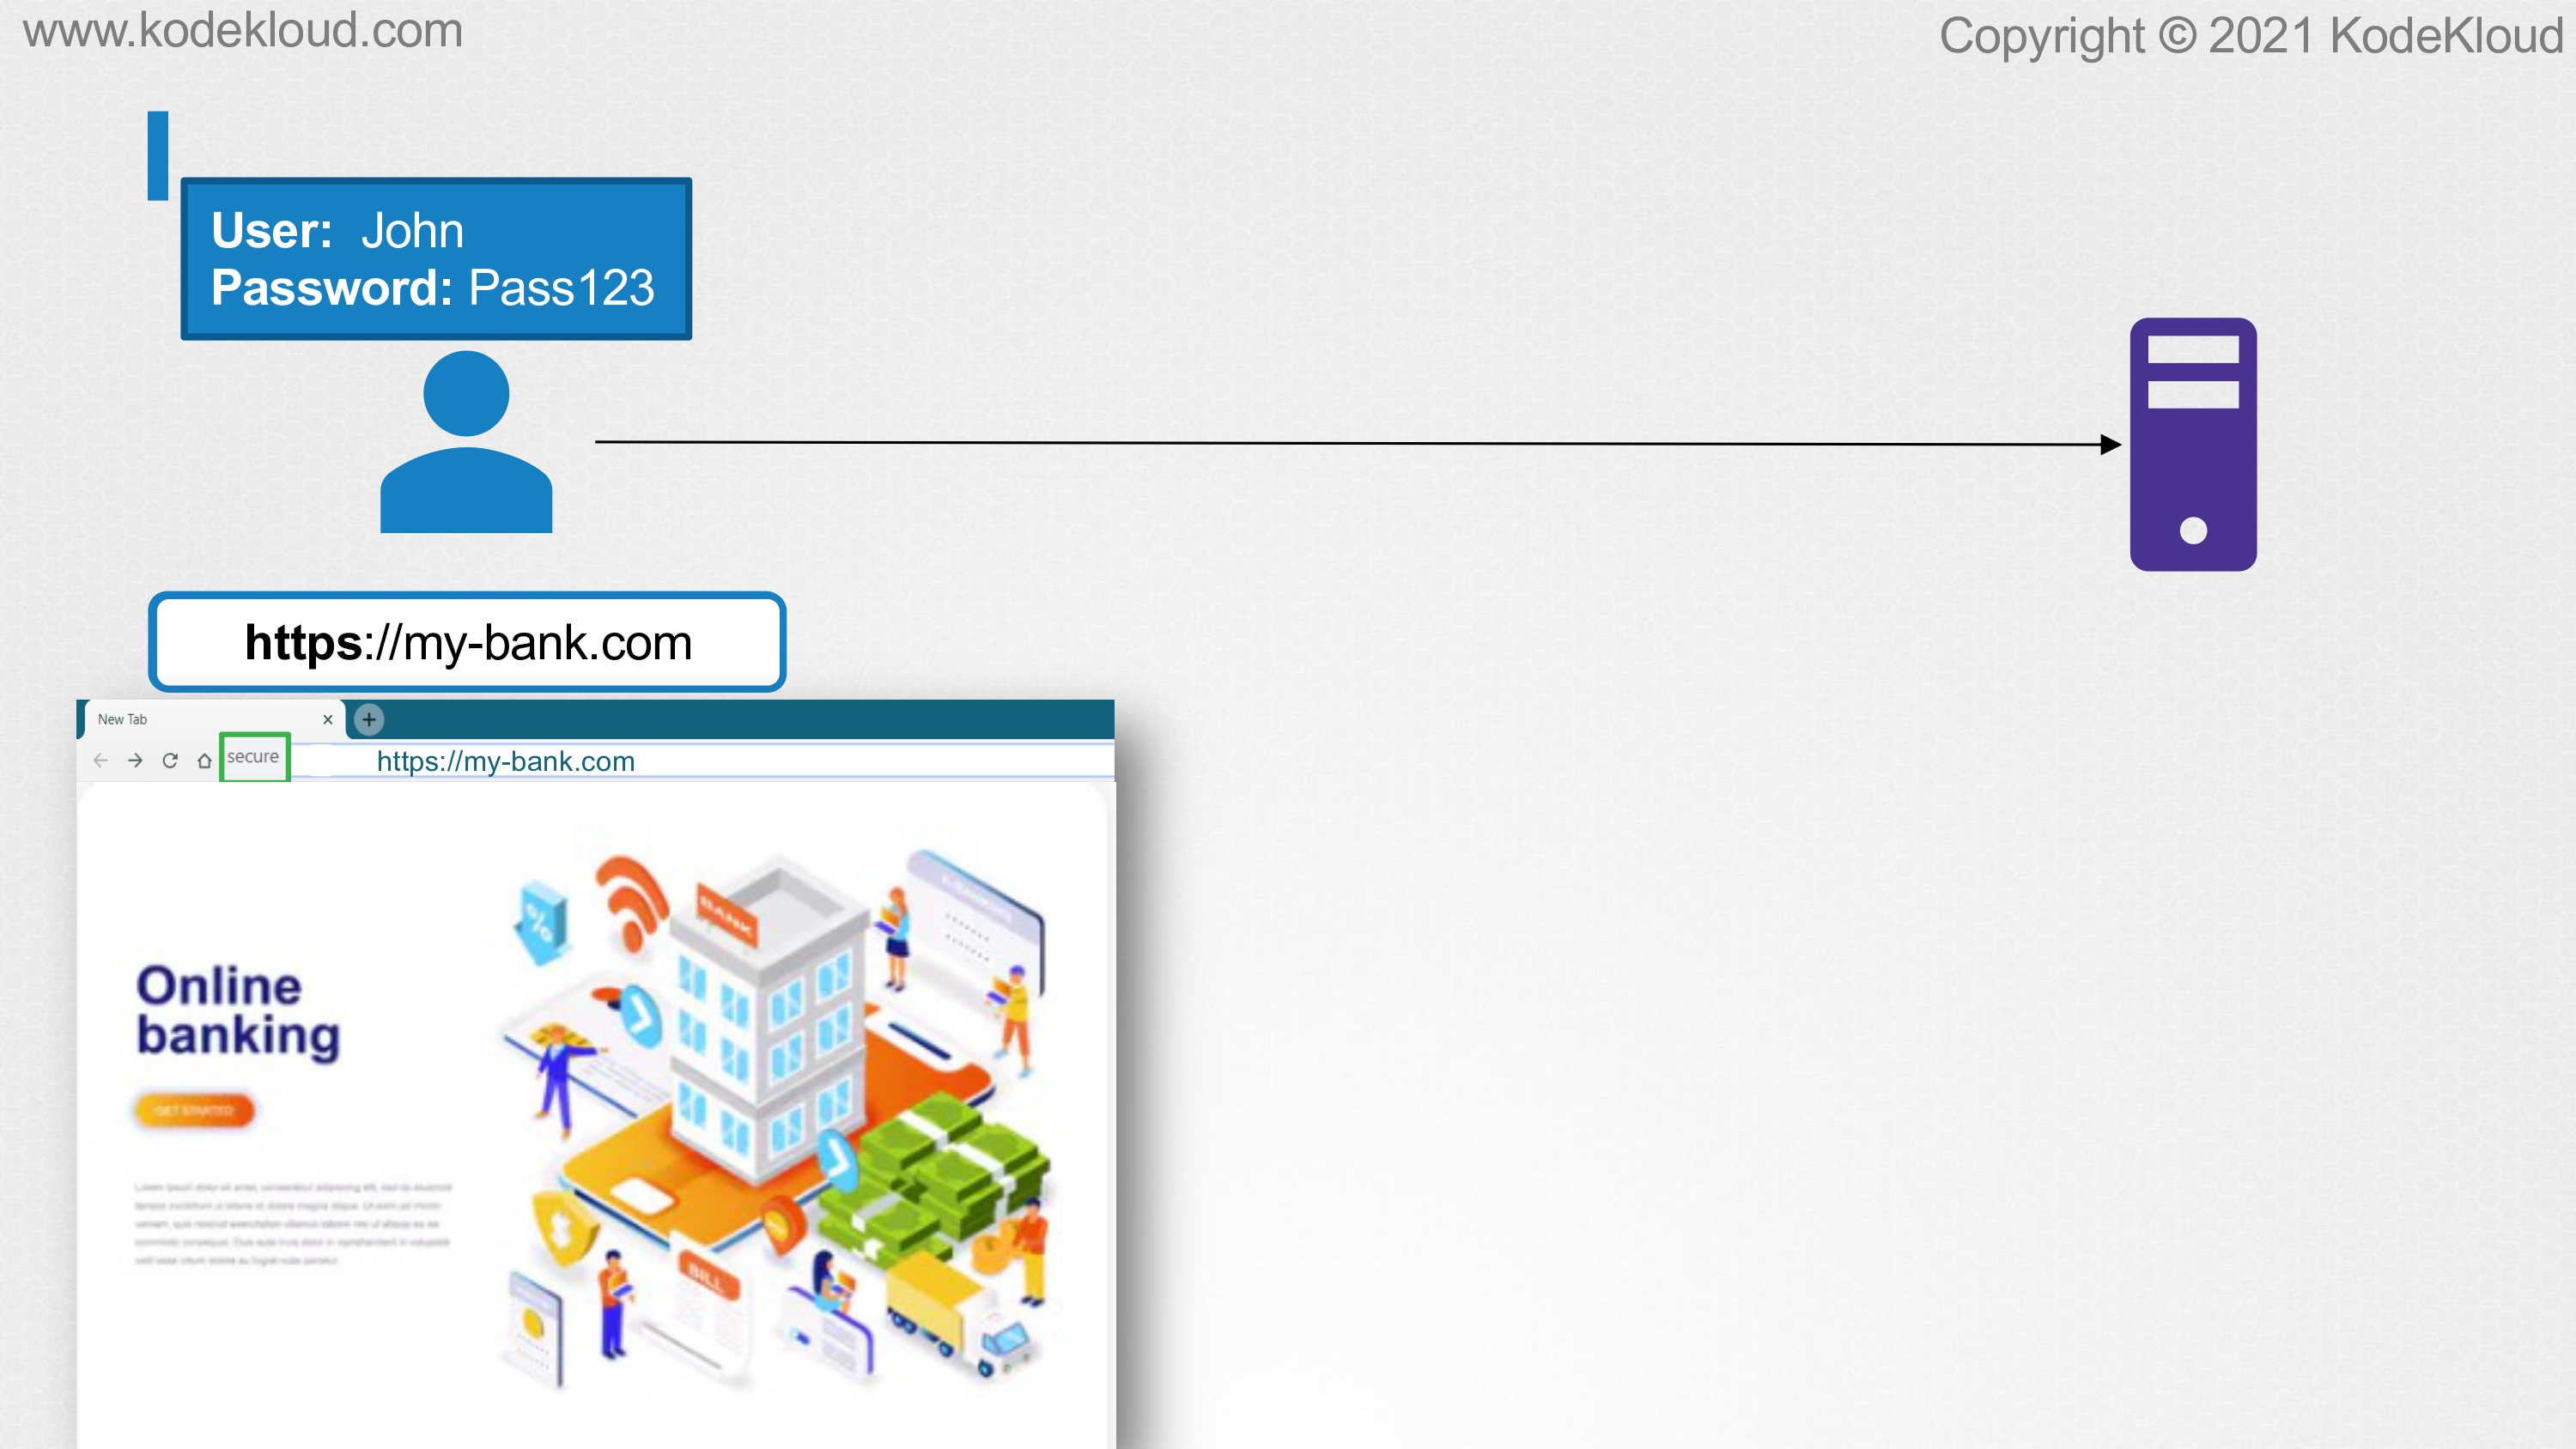 www.kodekloud.com
Copyright © 2021 KodeKloud
User: John
Password: Pass123
https://my-bank.com
New Tab
secure
https://my-bank.com
BANK
%
Online
banking
GET STARTED
BILL